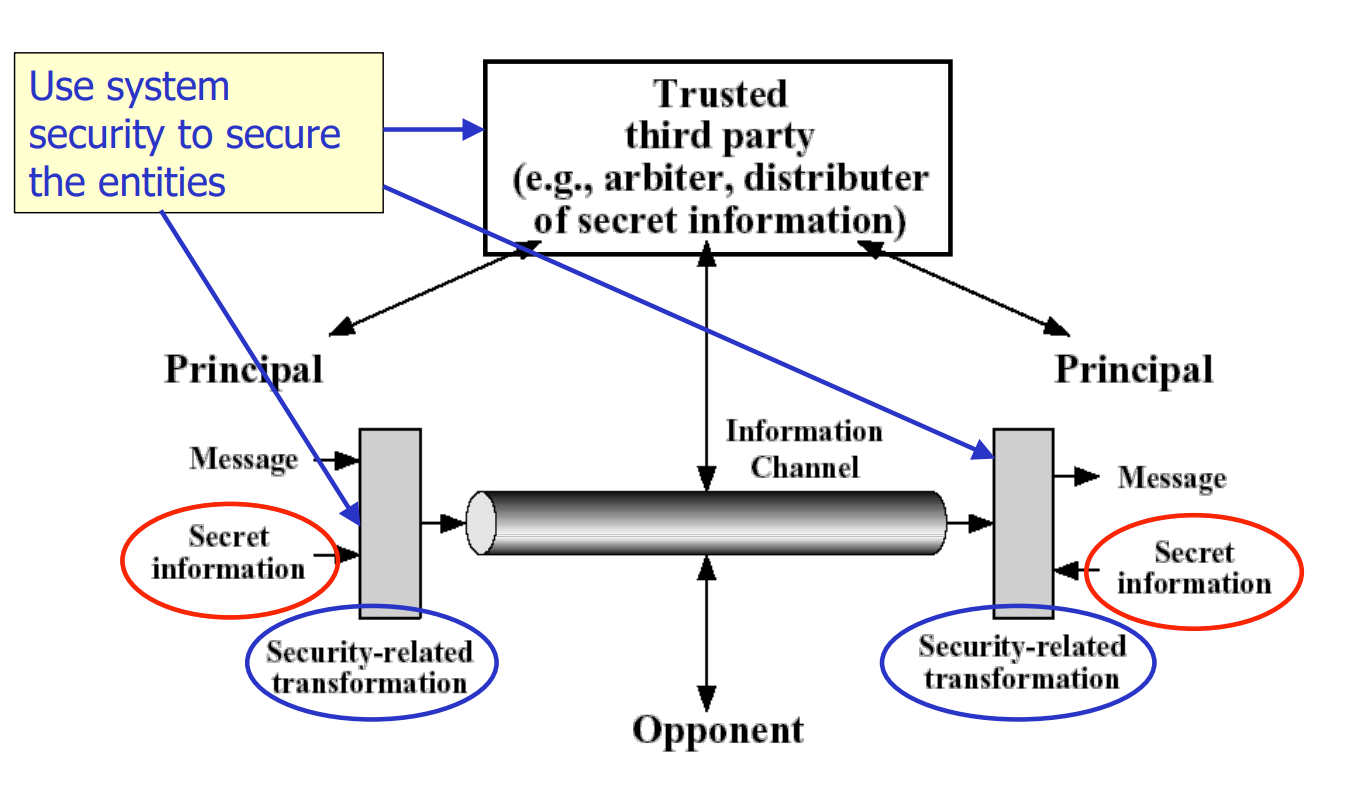 Use system
security to secure
the entities
Trusted
third party
(e.g., arbiter, distributer
of secret information)
Principal
Principal
Information
Channel
Message
Message
Secret
information
Secret
information
Security-related
transformation
Security-related
transformation
Opponent